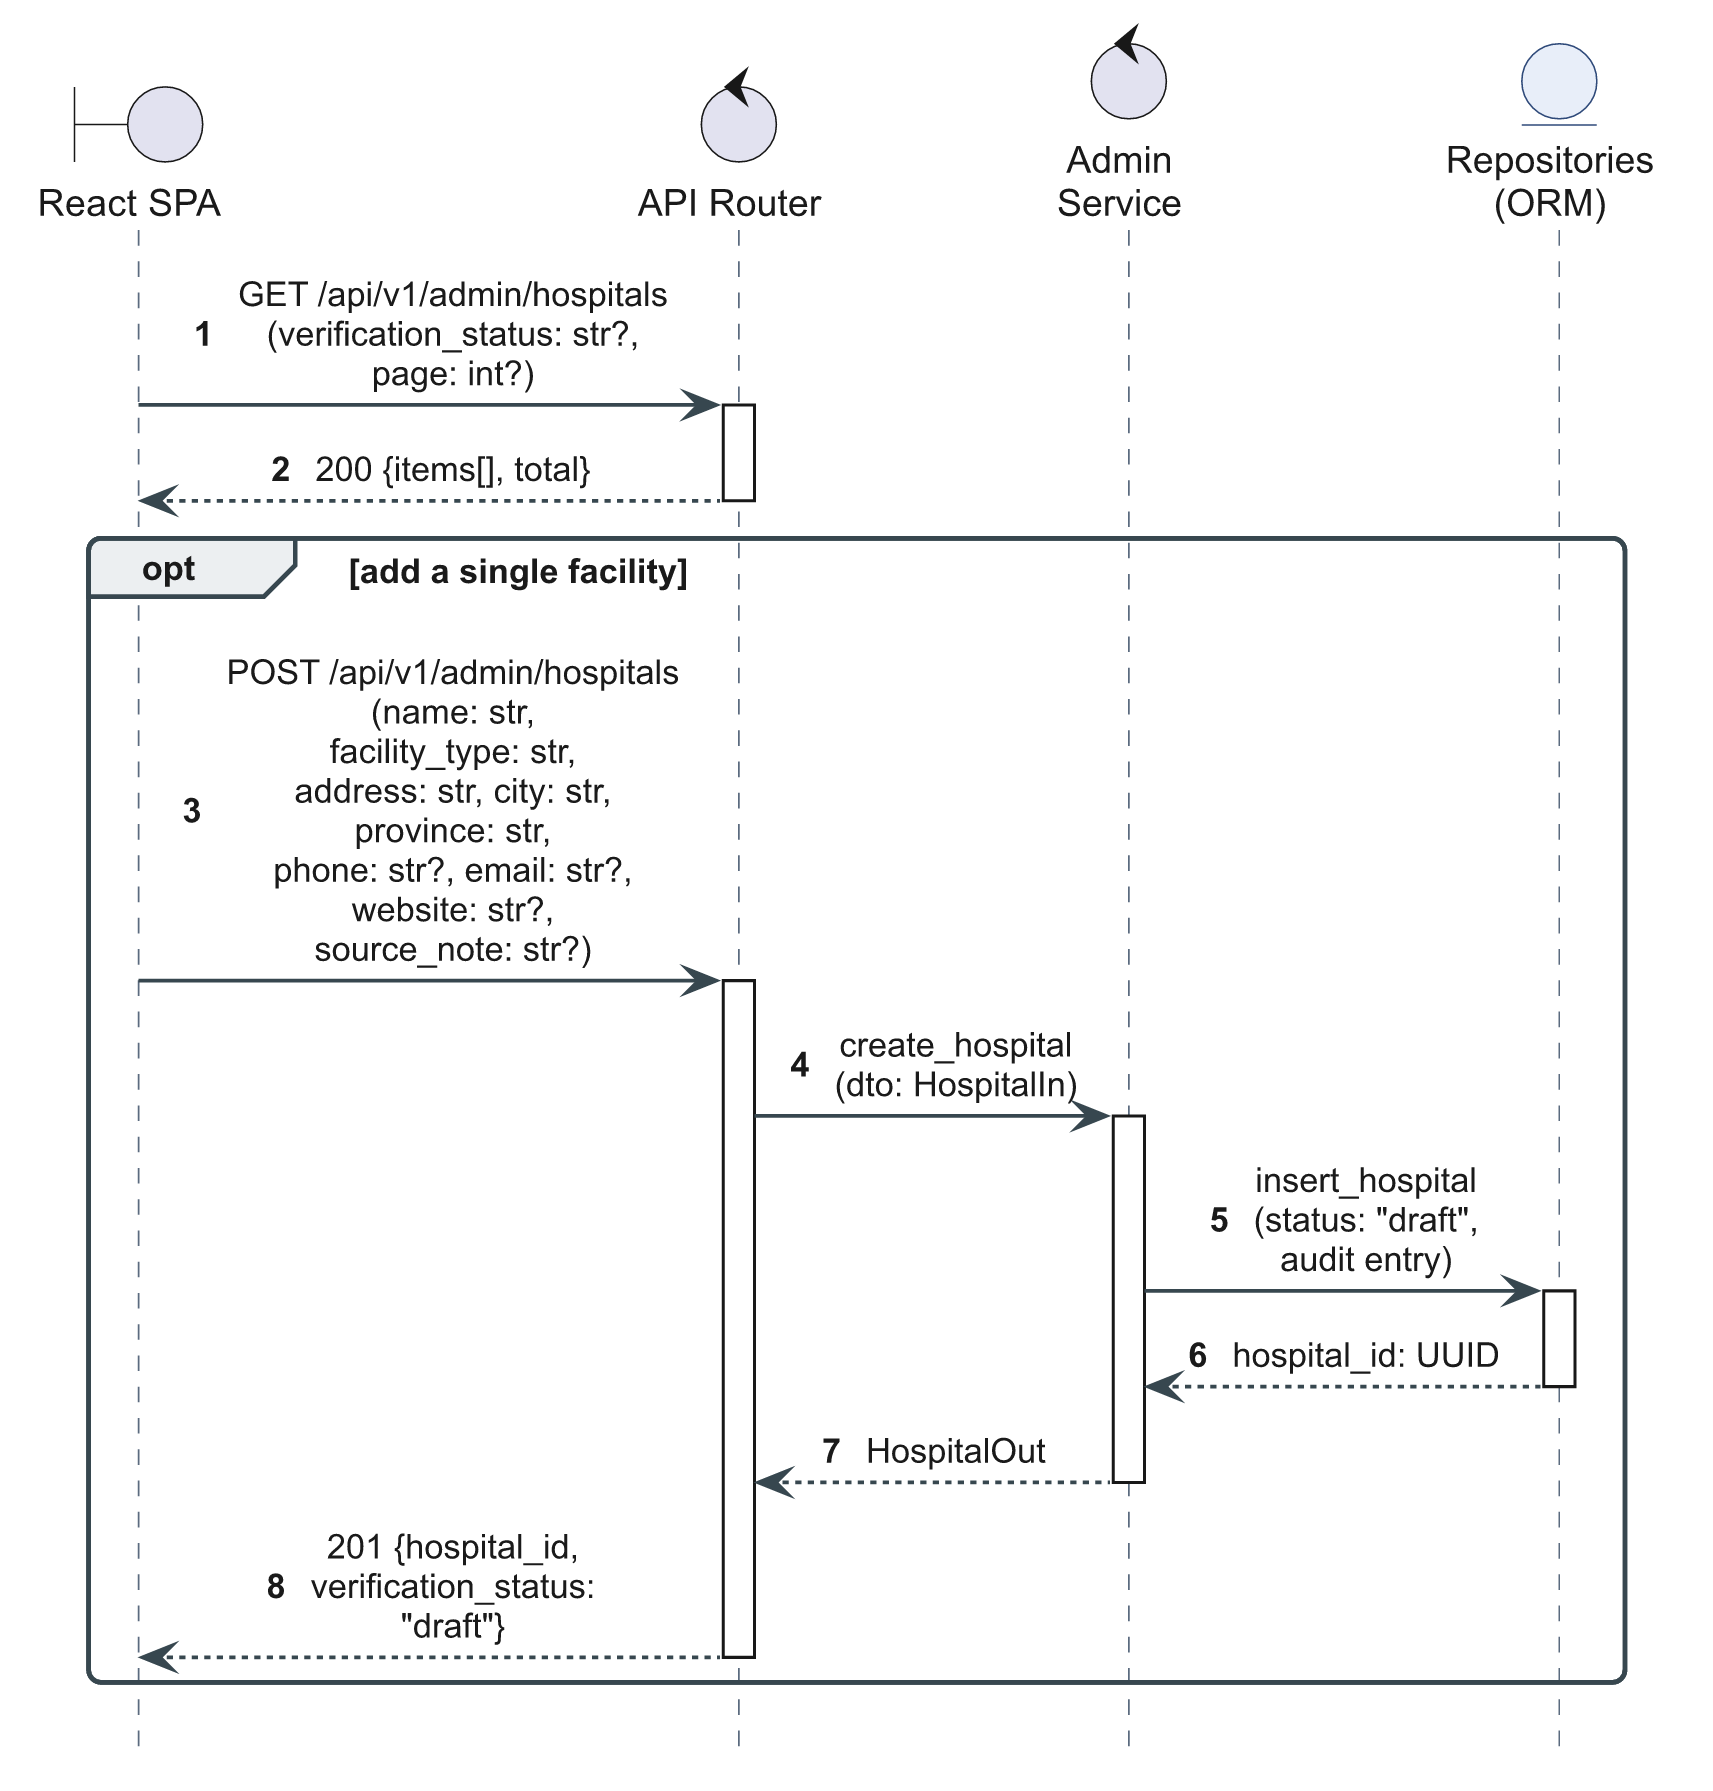 React SPA
API Router
Admin
Service
Repositories
(ORM)
GET /api/v1/admin/hospitals
1 (verification_status: str?,
page: int?)
2 200 {items[], total}
opt [add a single facility]
POST /api/v1/admin/hospitals
(name: str,
facility_type: str,
address: str, city: str,
3
province: str,
phone: str?, email: str?,
website: str?,
source_note: str?)
create_hospital
4
(dto: HospitalIn)
insert_hospital
5 (status: "draft",
audit entry)
6 hospital_id: UUID
7 HospitalOut
201 {hospital_id,
8 verification_status:
"draft"}